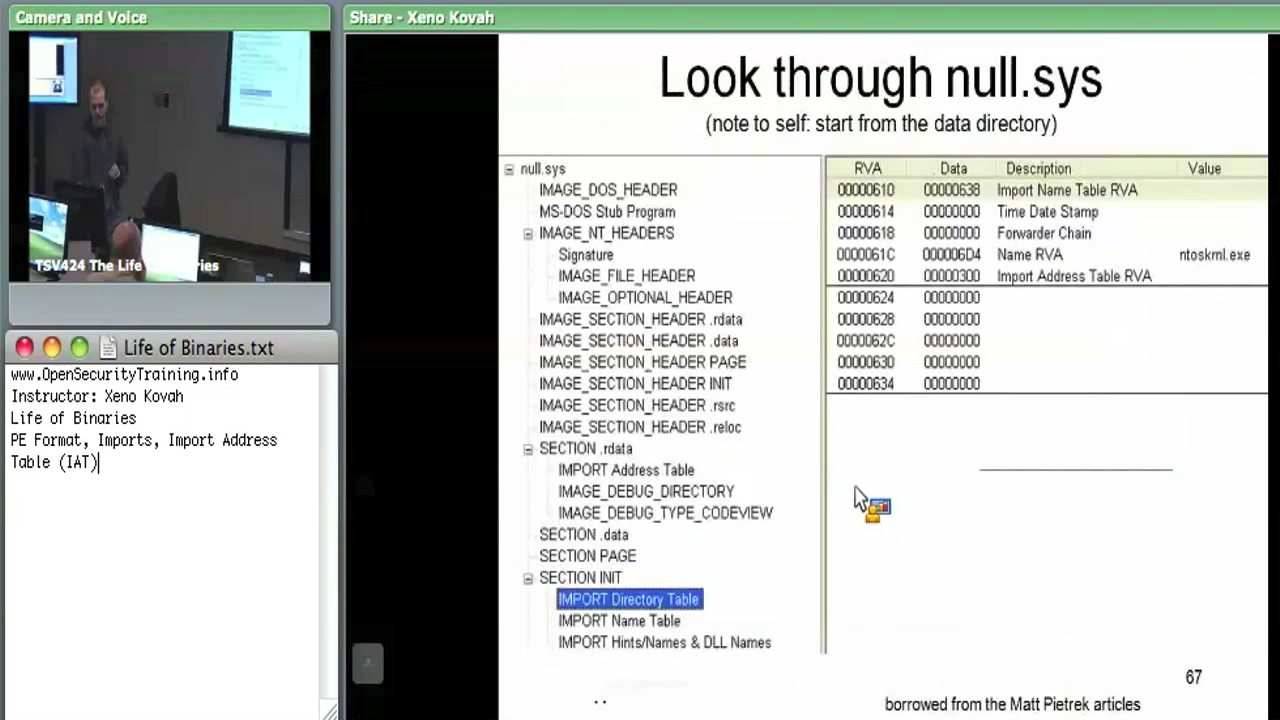 Camera and Voice
TSV424 The Life
Life of Binaries.txt
www.OpenSecurityTraining.info
Instructor: Xeno Kovah
Life of Binaries
PE Format, Imports, Import Address
Table (IAT)
Share - Xeno Kovah
Look through null.sys
(note to self: start from the data directory)
null.sys
IMAGE_DOS_HEADER
MS-DOS Stub Program
IMAGE_NT_HEADERS
Signature
IMAGE_FILE_HEADER
IMAGE_OPTIONAL_HEADER
IMAGE_SECTION_HEADER .rdata
IMAGE_SECTION_HEADER .data
IMAGE_SECTION_HEADER PAGE
IMAGE_SECTION_HEADER INIT
IMAGE_SECTION_HEADER .rsrc
IMAGE_SECTION_HEADER .reloc
SECTION .rdata
IMPORT Address Table
IMAGE_DEBUG_DIRECTORY
IMAGE_DEBUG_TYPE_CODEVIEW
SECTION .data
SECTION PAGE
SECTION INIT
IMPORT Directory Table
IMPORT Name Table
IMPORT Hints/Names & DLL Names
RVA Data Description Value
00000610 00000638 Import Name Table RVA
00000614 00000000 Time Date Stamp
00000618 00000000 Forwarder Chain
0000061C 000006D4 Name RVA ntoskrnl.exe
00000620 00000300 Import Address Table RVA
00000624 00000000
00000628 00000000
0000062C 00000000
00000630 00000000
00000634 00000000
67
borrowed from the Matt Pietrek articles